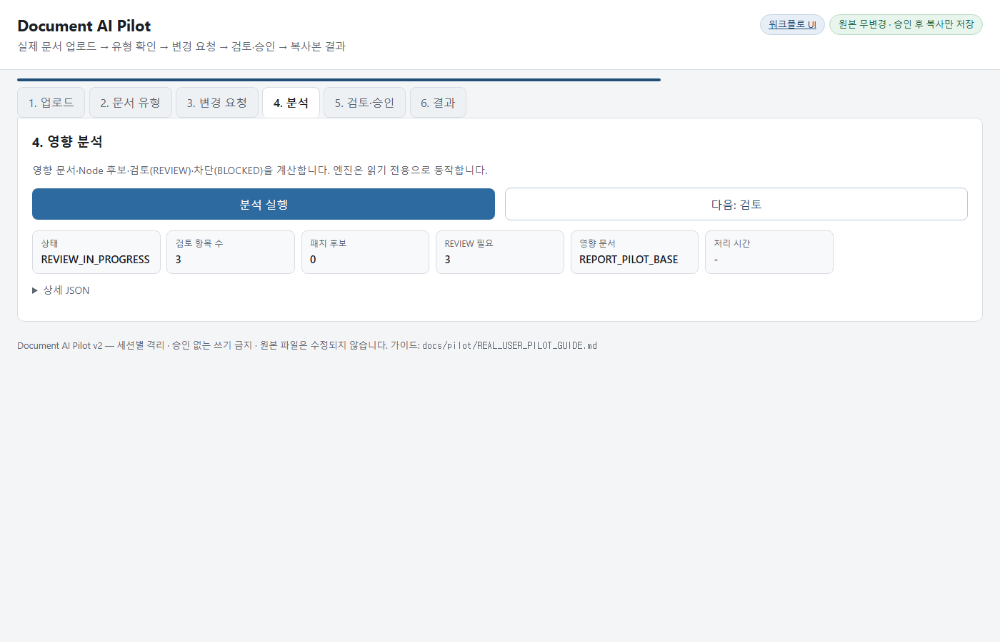 Document AI Pilot
실제 문서 업로드 → 유형 확인 → 변경 요청 → 검토·승인 → 복사본 결과
워크플로 UI
원본 무변경 · 승인 후 복사만 저장
1. 업로드
2. 문서 유형
3. 변경 요청
4. 분석
5. 검토·승인
6. 결과
4. 영향 분석
영향 문서·Node 후보·검토(REVIEW)·차단(BLOCKED)을 계산합니다. 엔진은 읽기 전용으로 동작합니다.
분석 실행
다음: 검토
상태
REVIEW_IN_PROGRESS
검토 항목 수
3
패치 후보
0
REVIEW 필요
3
영향 문서
REPORT_PILOT_BASE
처리 시간
-
▶ 상세 JSON
Document AI Pilot v2 — 세션별 격리 · 승인 없는 쓰기 금지 · 원본 파일은 수정되지 않습니다. 가이드: docs/pilot/REAL_USER_PILOT_GUIDE.md